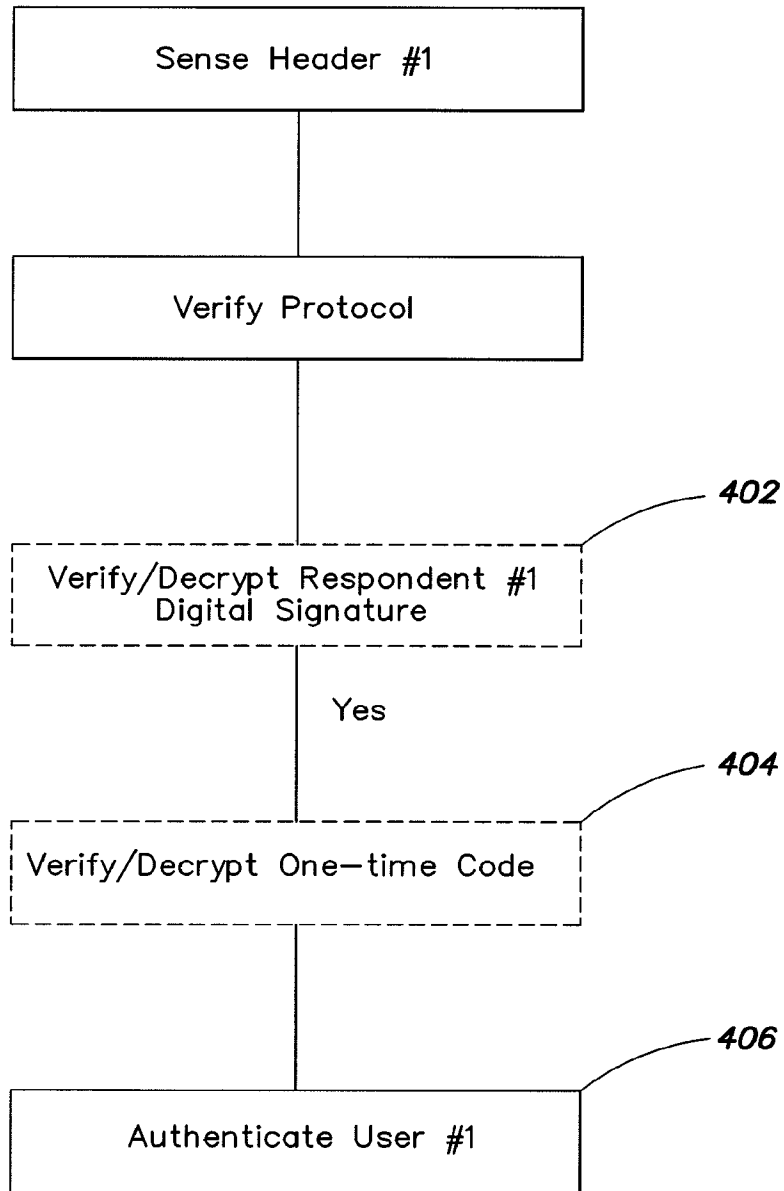 Sense Header #1
Verify Protocol
402
Verify/Decrypt Respondent #1
Digital Signature
Yes
404
Verify/Decrypt One-time Code
406
Authenticate User #1